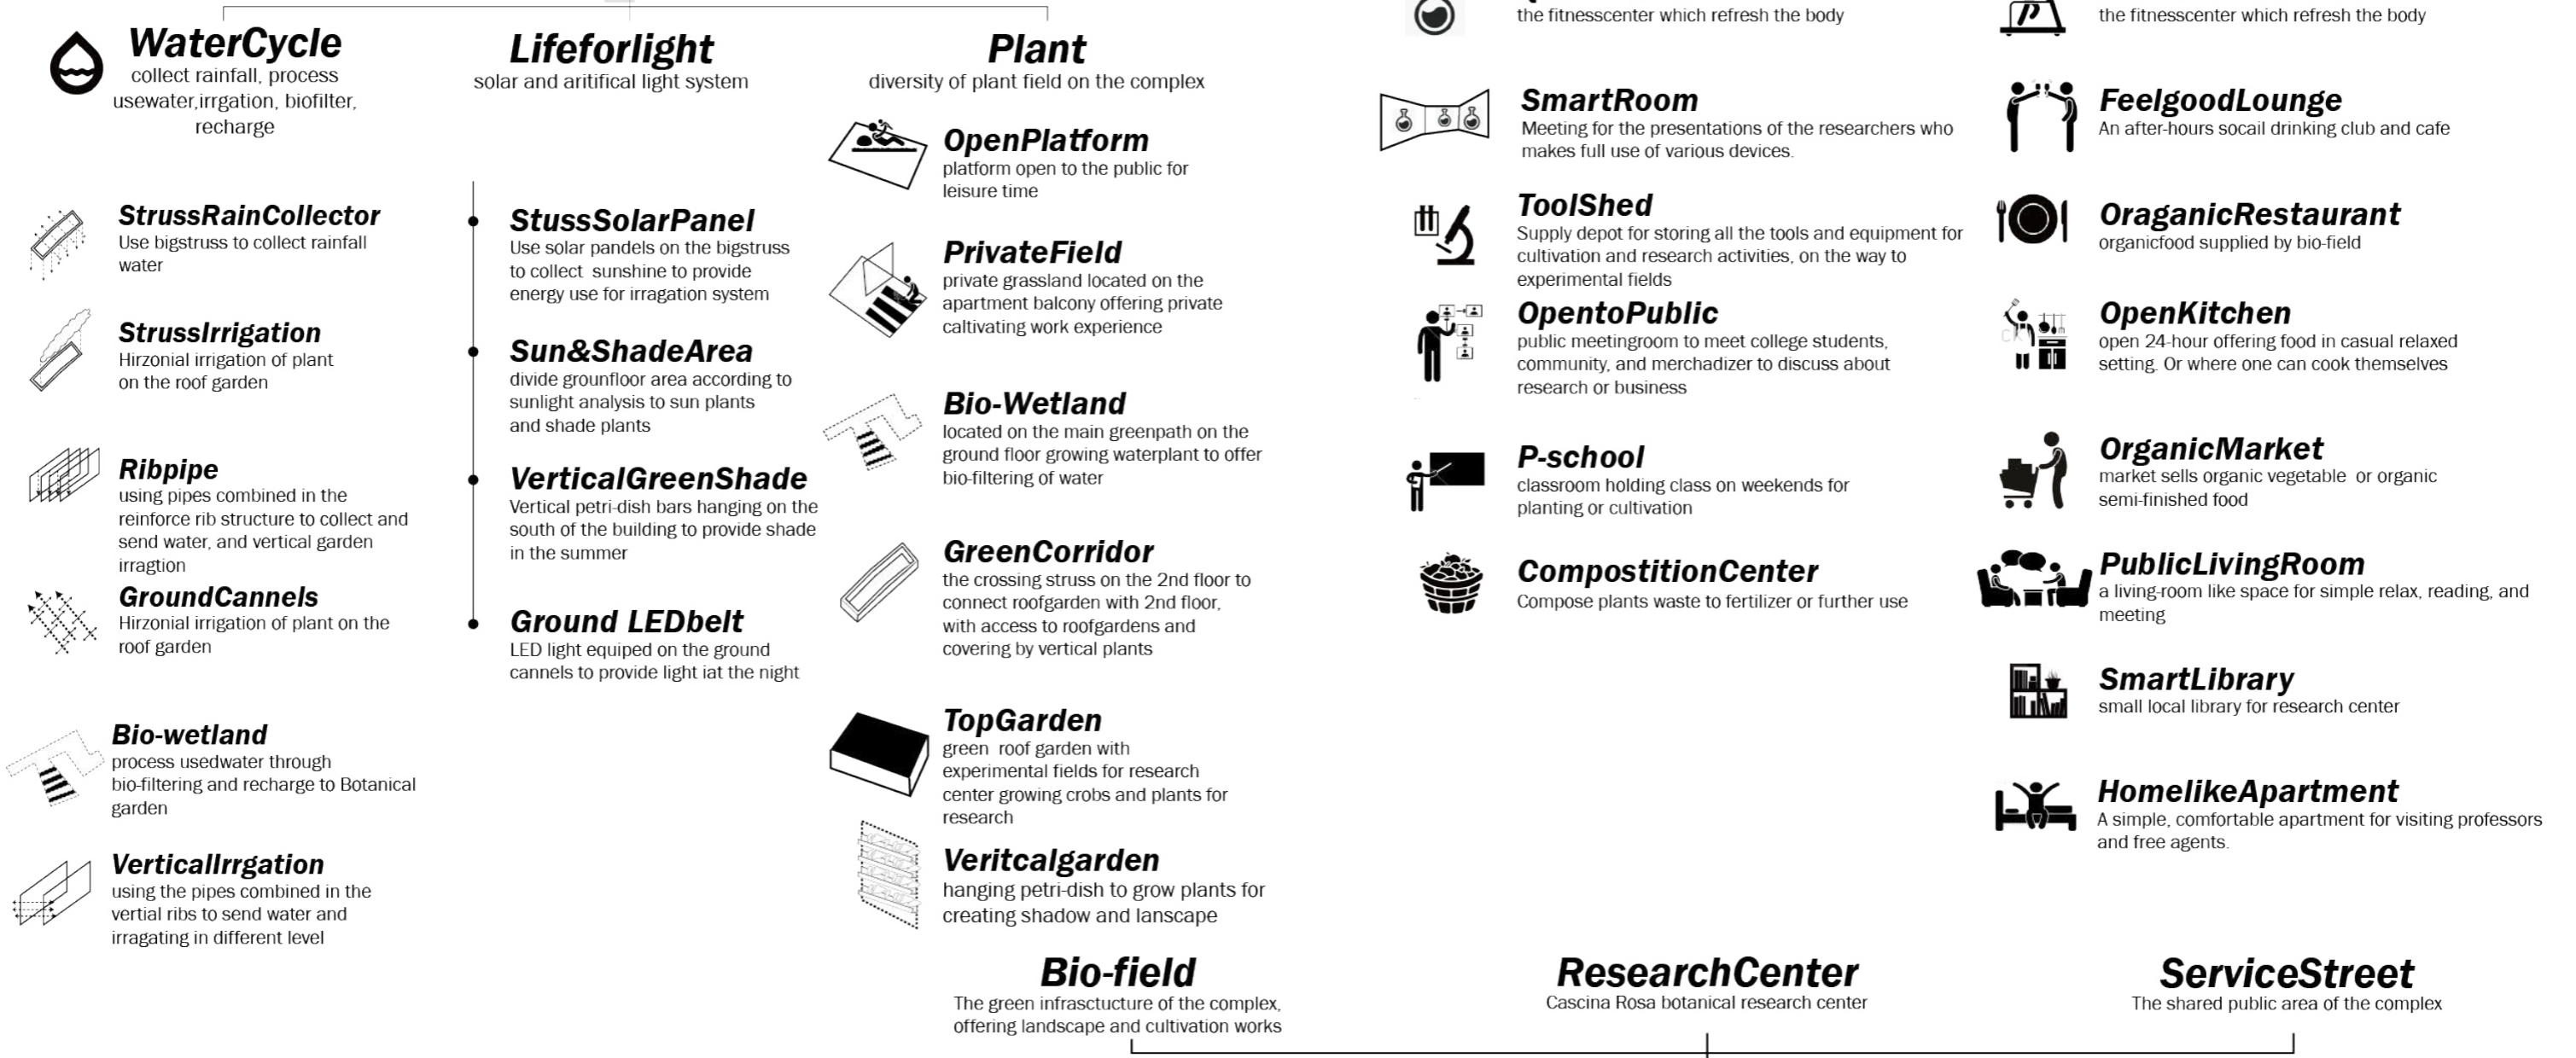 WaterCycle
collect rainfall, process
usewater,irrgation, biofilter,
recharge
StrussRainCollector
Use bigstruss to collect rainfall
water
StrussIrrigation
Hirzonial irrigation of plant
on the roof garden
Ribpipe
using pipes combined in the
reinforce rib structure to collect and
send water, and vertical garden
irragtion
GroundCannels
Hirzonial irrigation of plant on the
roof garden
Bio-wetland
process usedwater through
bio-filtering and recharge to Botanical
garden
VerticalIrrgation
using the pipes combined in the
vertial ribs to send water and
irragating in different level
Lifeforlight
solar and aritifical light system
StussSolarPanel
Use solar pandels on the bigstruss
to collect sunshine to provide
energy use for irragation system
Sun&ShadeArea
divide grounfloor area according to
sunlight analysis to sun plants
and shade plants
VerticalGreenShade
Vertical petri-dish bars hanging on the
south of the building to provide shade
in the summer
Ground LEDbelt
LED light equiped on the ground
cannels to provide light iat the night
Plant
diversity of plant field on the complex
OpenPlatform
platform open to the public for
leisure time
PrivateField
private grassland located on the
apartment balcony offering private
caltivating work experience
Bio-Wetland
located on the main greenpath on the
ground floor growing waterplant to offer
bio-filtering of water
GreenCorridor
the crossing struss on the 2nd floor to
connect roofgarden with 2nd floor,
with access to roofgardens and
covering by vertical plants
TopGarden
green roof garden with
experimental fields for research
center growing crobs and plants for
research
Veritcalgarden
hanging petri-dish to grow plants for
creating shadow and lanscape
Bio-field
The green infrasctucture of the complex,
offering landscape and cultivation works
the fitnesscenter which refresh the body
SmartRoom
Meeting for the presentations of the researchers who
makes full use of various devices.
ToolShed
Supply depot for storing all the tools and equipment for
cultivation and research activities, on the way to
experimental fields
OpentoPublic
public meetingroom to meet college students,
community, and merchadizer to discuss about
research or business
P-school
classroom holding class on weekends for
planting or cultivation
CompostitionCenter
Compose plants waste to fertilizer or further use
ResearchCenter
Cascina Rosa botanical research center
P
the fitnesscenter which refresh the body
FeelgoodLounge
An after-hours socail drinking club and cafe
OraganicRestaurant
organicfood supplied by bio-field
OpenKitchen
open 24-hour offering food in casual relaxed
setting. Or where one can cook themselves
OrganicMarket
market sells organic vegetable or organic
semi-finished food
PublicLivingRoom
a living-room like space for simple relax, reading, and
meeting
SmartLibrary
small local library for research center
HomelikeApartment
A simple, comfortable apartment for visiting professors
and free agents.
ServiceStreet
The shared public area of the complex